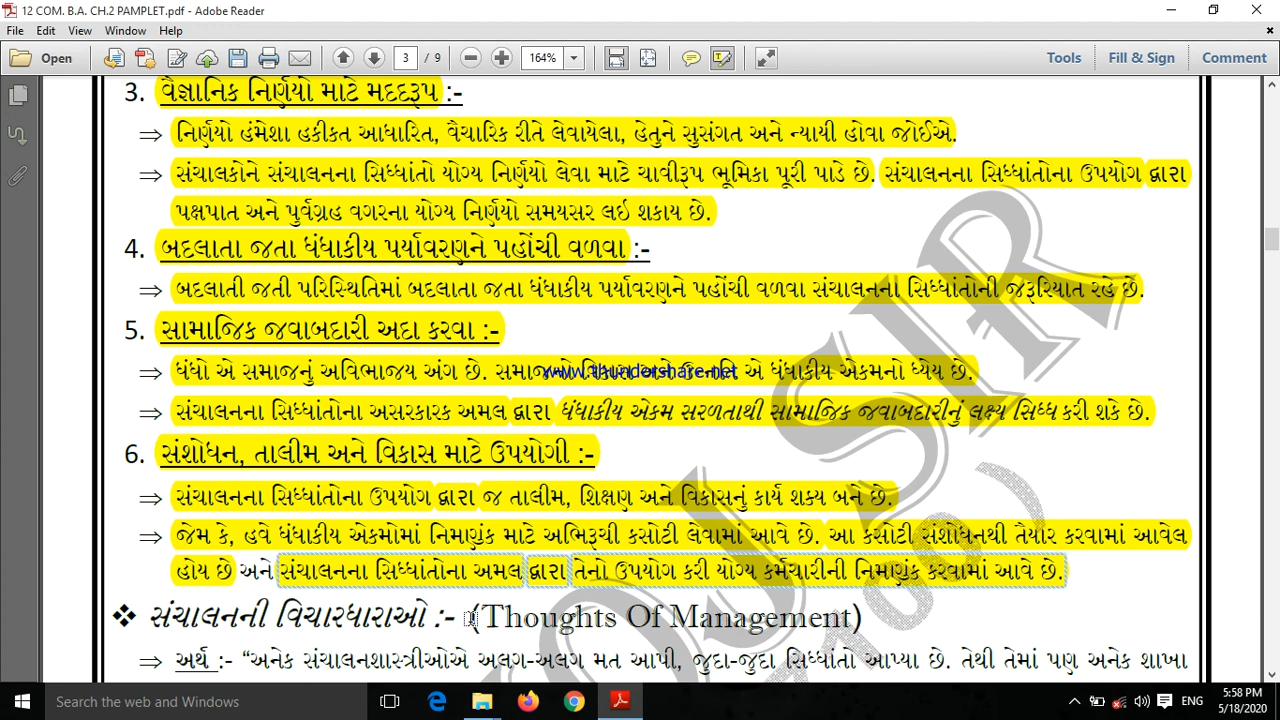 12 COM. B.A. CH.2 PAMPLET.pdf - Adobe Reader
File Edit View Window Help
Open 3 / 9 164% Tools Fill & Sign Comment
3. વૈજ્ઞાનિક નિર્ણયો માટે મદદરૂપ :-
⇒ નિર્ણયો હંમેશા હકીકત આધારિત, વૈચારિક રીતે લેવાયેલા, હેતુને સુસંગત અને ન્યાયી હોવા જોઈએ.
⇒ સંચાલકોને સંચાલનના સિધ્ધાંતો યોગ્ય નિર્ણયો લેવા માટે ચાવીરૂપ ભૂમિકા પૂરી પાડે છે. સંચાલનના સિધ્ધાંતોના ઉપયોગ દ્વારા
પક્ષપાત અને પુર્વગ્રહ વગરના યોગ્ય નિર્ણયો સમયસર લઇ શકાય છે.
4. બદલાતા જતા ધંધાકીય પર્યાવરણને પહોંચી વળવા :-
⇒ બદલાતી જતી પરિસ્થિતિમાં બદલાતા જતા ધંધાકીય પર્યાવરણને પહોંચી વળવા સંચાલનના સિધ્ધાંતોની જરૂરિયાત રહે છે.
5. સામાજિક જવાબદારી અદા કરવા :-
⇒ ધંધો એ સમાજનું અવિભાજય અંગ છે. www.thundershare.net એ ધંધાકીય એકમનો ધ્યેય છે.
⇒ સંચાલનના સિધ્ધાંતોના અસરકારક અમલ દ્વારા ધંધાકીય એકમ સરળતાથી સામાજિક જવાબદારીનું લક્ષ્ય સિધ્ધ કરી શકે છે.
6. સંશોધન, તાલીમ અને વિકાસ માટે ઉપયોગી :-
⇒ સંચાલનના સિધ્ધાંતોના ઉપયોગ દ્વારા જ તાલીમ, શિક્ષણ અને વિકાસનું કાર્ય શક્ય બને છે.
⇒ જેમ કે, હવે ધંધાકીય એકમોમાં નિમાણુંક માટે અભિરૂચી કસોટી લેવામાં આવે છે. આ કસોટી સંશોધનથી તૈયાર કરવામાં આવેલ
હોય છે અને સંચાલનના સિધ્ધાંતોના અમલ દ્વારા તેનો ઉપયોગ કરી યોગ્ય કર્મચારીની નિમાણુંક કરવામાં આવે છે.
❖ સંચાલનની વિચારધારાઓ :- (Thoughts Of Management)
⇒ અર્થ :- “અનેક સંચાલનશાસ્ત્રીઓએ અલગ-અલગ મત આપી, જુદા-જુદા સિધ્ધાંતો આપ્યા છે. તેથી તેમાં પણ અનેક શાખા
SIR
Search the web and Windows
ENG 5:58 PM
5/18/2020